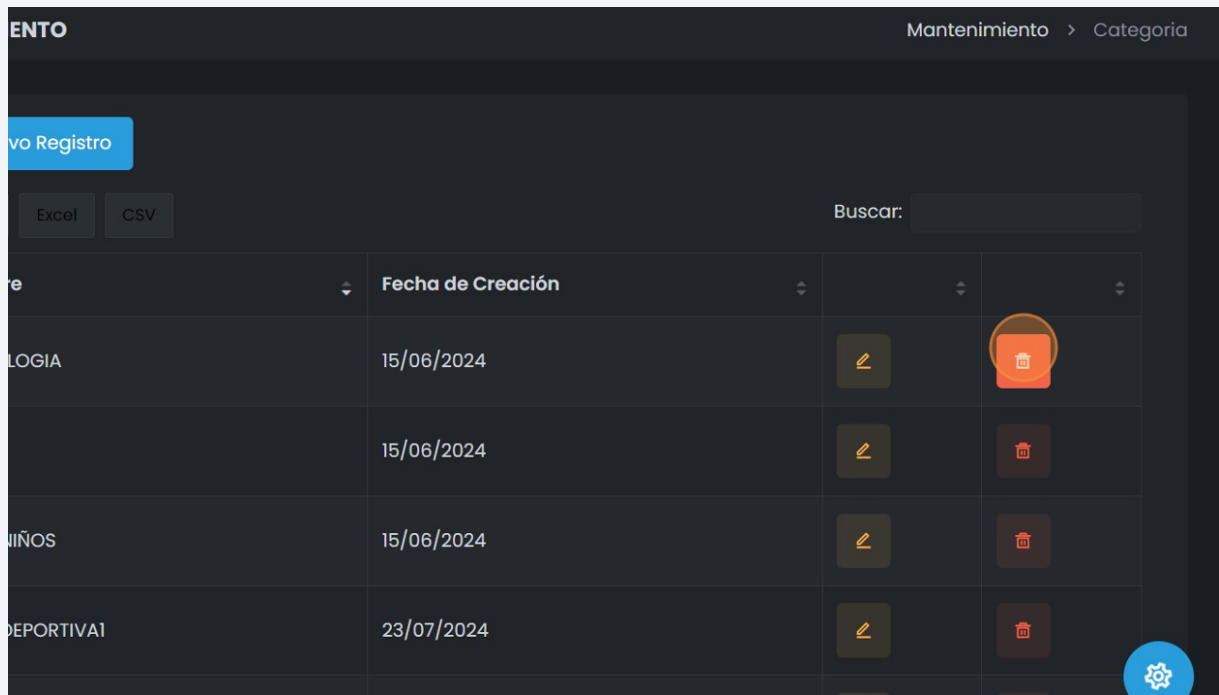 ENTO
Mantenimiento > Categoria
vo Registro
Excel CSV
Buscar:
re Fecha de Creación
LOGIA 15/06/2024
15/06/2024
NIÑOS 15/06/2024
DEPORTIVA1 23/07/2024